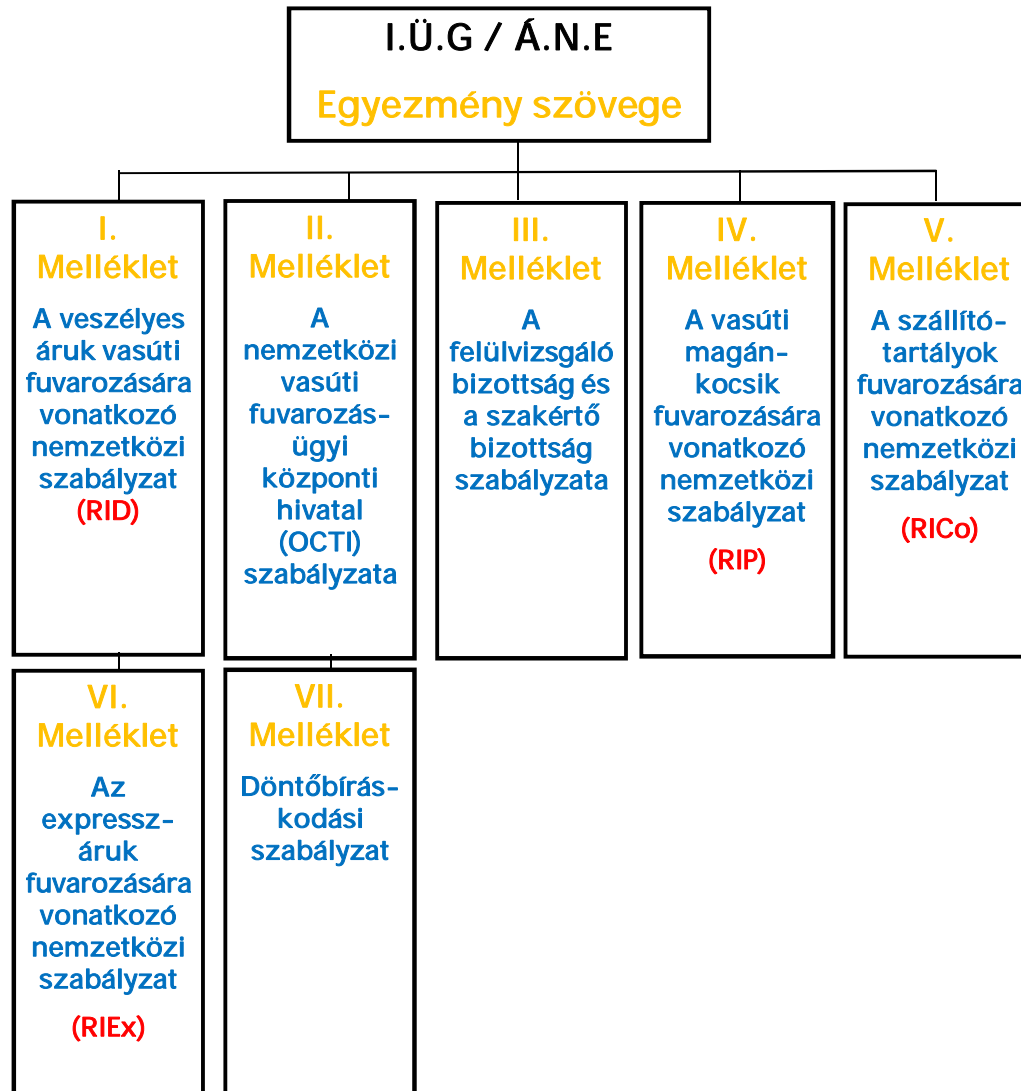 I.Ü.G / Á.N.E
Egyezmény szövege
I.
Melléklet
A veszélyes
áruk vasúti
fuvarozására
vonatkozó
nemzetközi
szabályzat
(RID)
II.
Melléklet
A
nemzetközi
vasúti
fuvarozás-
ügyi
központi
hivatal
(OCTI)
szabályzata
III.
Melléklet
A
felülvizsgáló
bizottság és
a szakértő
bizottság
szabályzata
IV.
Melléklet
A vasúti
magán-
kocsik
fuvarozására
vonatkozó
nemzetközi
szabályzat
(RIP)
V.
Melléklet
A szállító-
tartályok
fuvarozására
vonatkozó
nemzetközi
szabályzat
(RICo)
VI.
Melléklet
Az
expressz-
áruk
fuvarozására
vonatkozó
nemzetközi
szabályzat
(RIEx)
VII.
Melléklet
Döntőbírás-
kodási
szabályzat